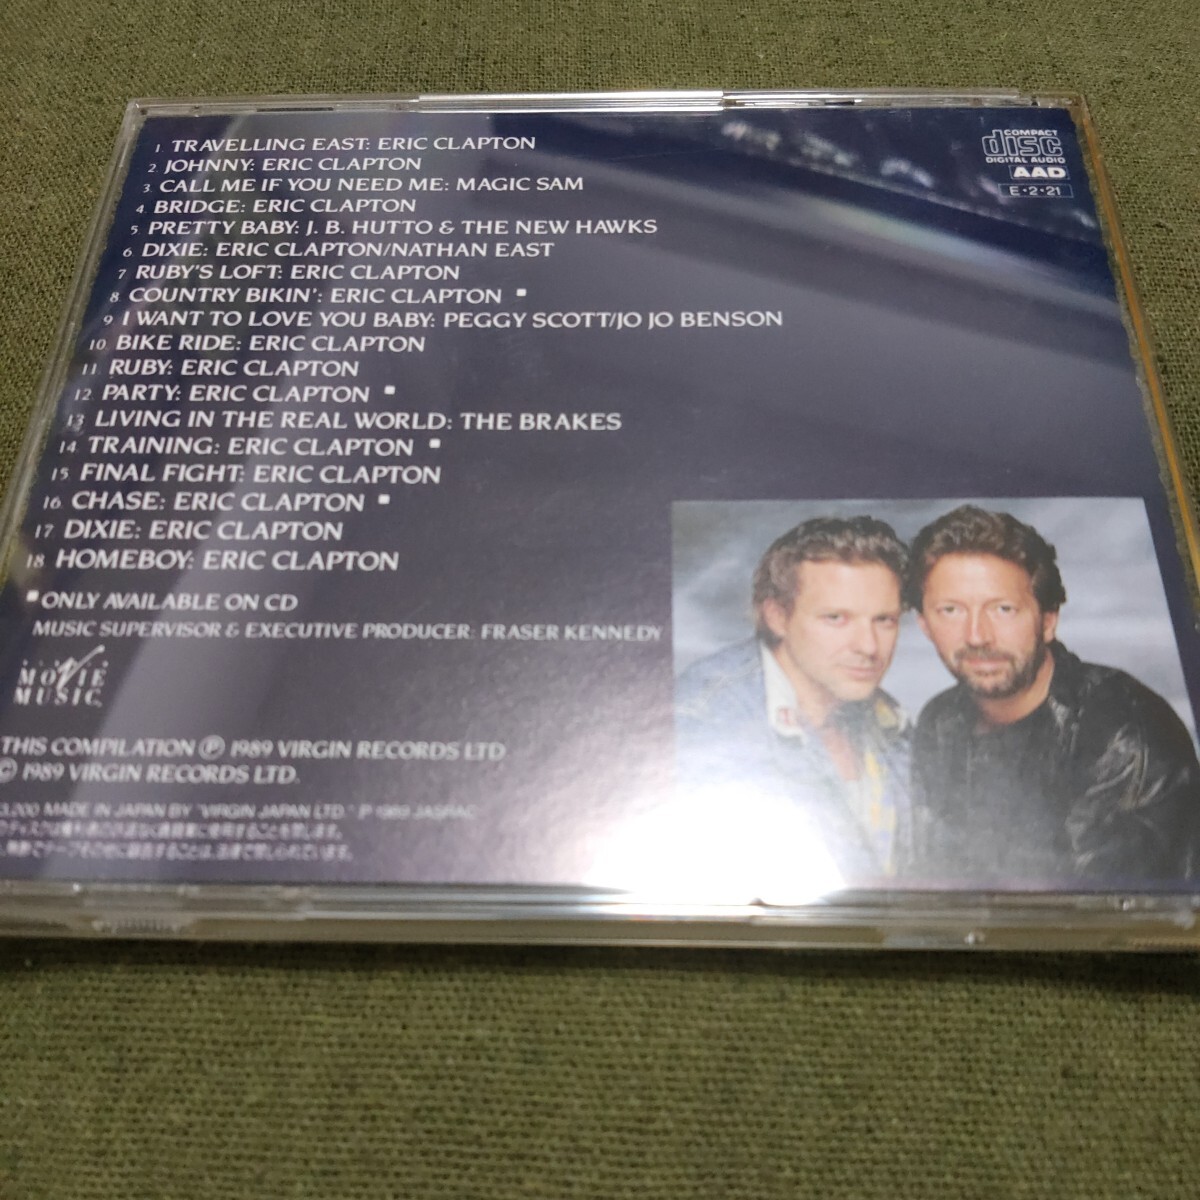 1 TRAVELLING EAST: ERIC CLAPTON
2 JOHNNY: ERIC CLAPTON
3 CALL ME IF YOU NEED ME: MAGIC SAM
4 BRIDGE: ERIC CLAPTON
5 PRETTY BABY: J. B. HUTTO & THE NEW HAWKS
6 DIXIE: ERIC CLAPTON/NATHAN EAST
7 RUBY'S LOFT: ERIC CLAPTON
8 COUNTRY BIKIN': ERIC CLAPTON ▪
9 I WANT TO LOVE YOU BABY: PEGGY SCOTT/JO JO BENSON
10 BIKE RIDE: ERIC CLAPTON
11 RUBY: ERIC CLAPTON
12 PARTY: ERIC CLAPTON ▪
13 LIVING IN THE REAL WORLD: THE BRAKES
14 TRAINING: ERIC CLAPTON ▪
15 FINAL FIGHT: ERIC CLAPTON
16 CHASE: ERIC CLAPTON ▪
17 DIXIE: ERIC CLAPTON
18 HOMEBOY: ERIC CLAPTON
▪ ONLY AVAILABLE ON CD
MUSIC SUPERVISOR & EXECUTIVE PRODUCER: FRASER KENNEDY
MOVIE
MUSIC
THIS COMPILATION Ⓟ 1989 VIRGIN RECORDS LTD
© 1989 VIRGIN RECORDS LTD.
3,200 MADE IN JAPAN BY "VIRGIN JAPAN LTD." P 1989 JASRAC
COMPACT
disc
DIGITAL AUDIO
AAD
E・2・21